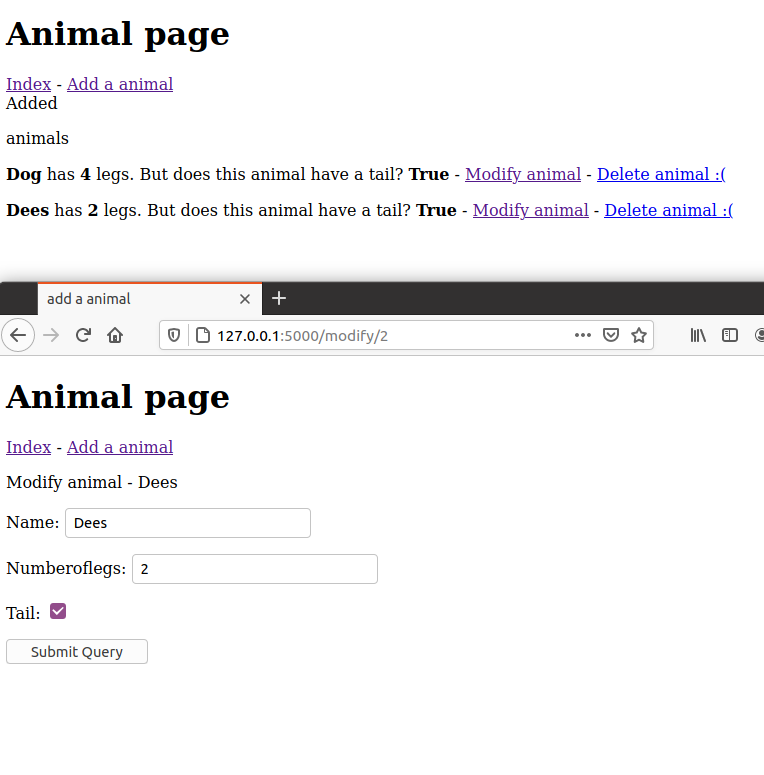 Animal page
Index - Add a animal
Added
animals
Dog has 4 legs. But does this animal have a tail? True - Modify animal - Delete animal :(
Dees has 2 legs. But does this animal have a tail? True - Modify animal - Delete animal :(
add a animal
127.0.0.1:5000/modify/2
Animal page
Index - Add a animal
Modify animal - Dees
Name: Dees
Numberoflegs: 2
Tail:
Submit Query